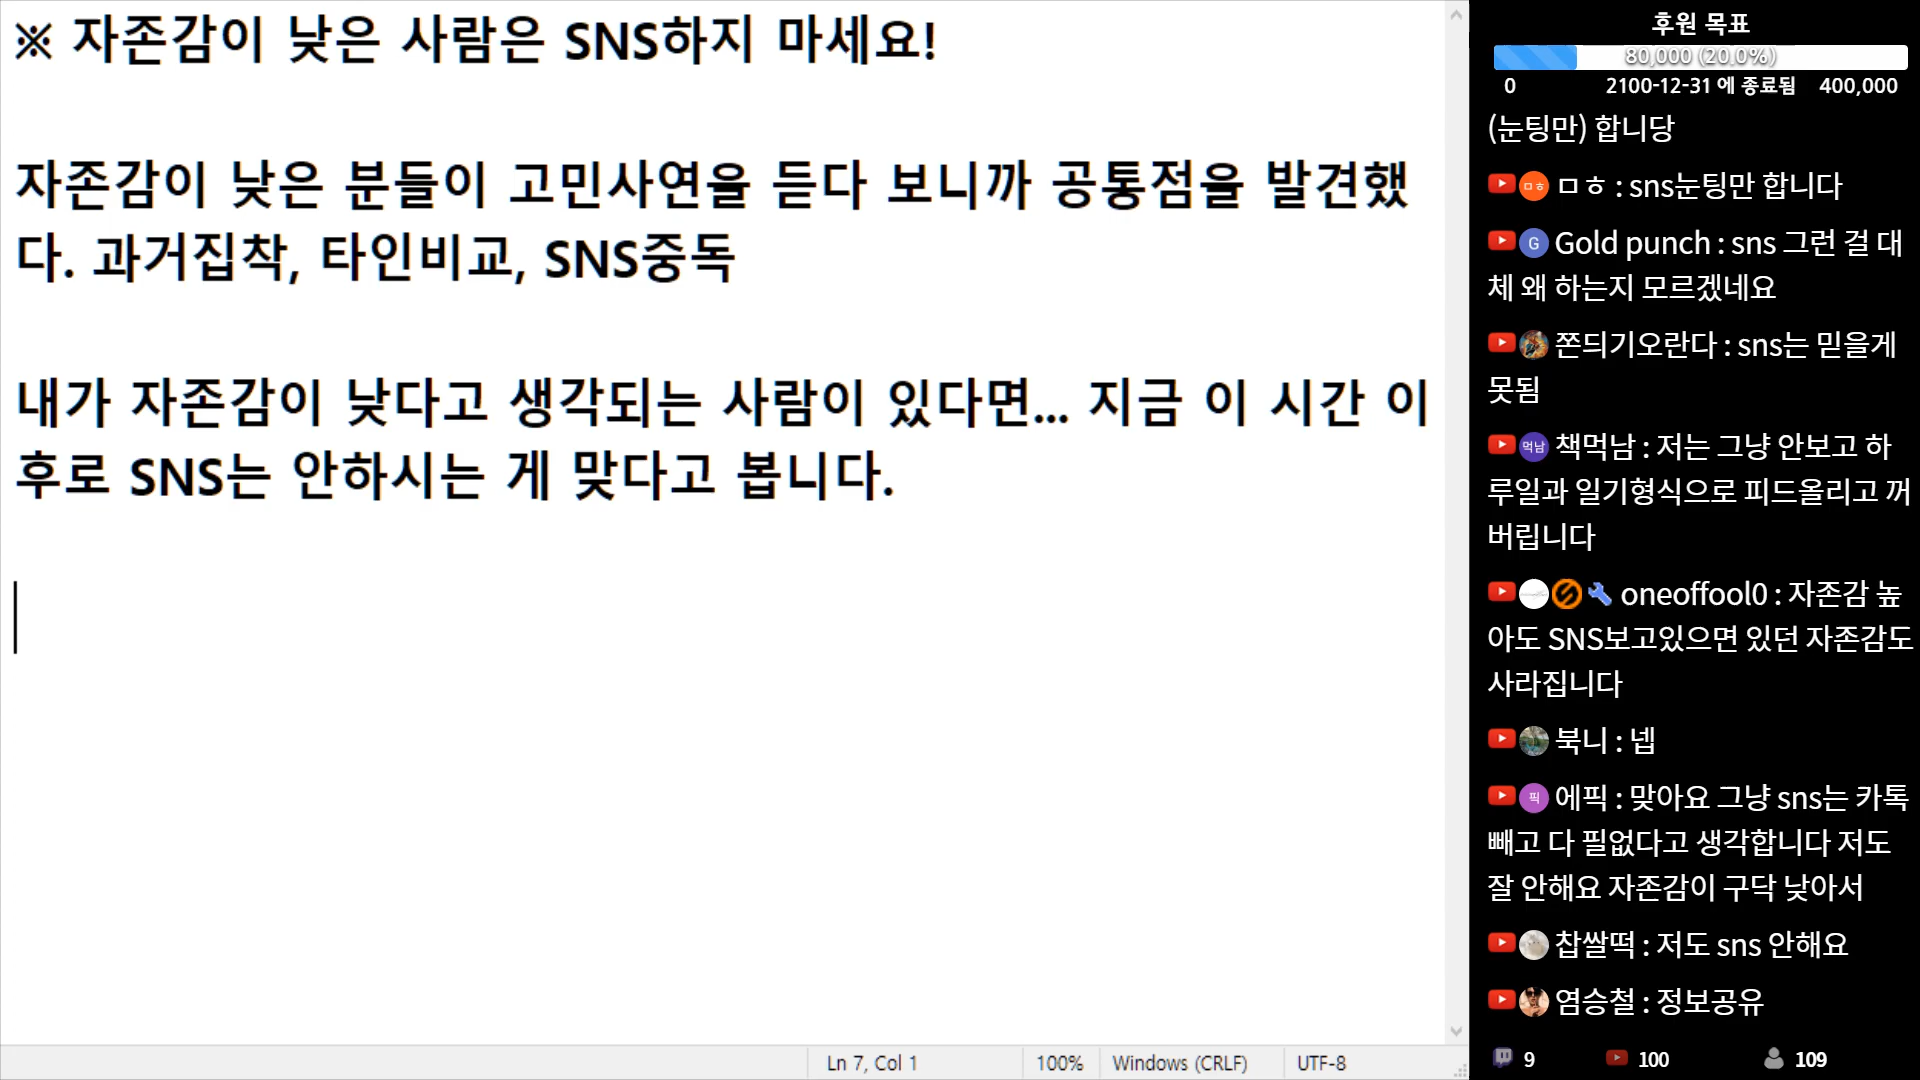 ※ 자존감이 낮은 사람은 SNS하지 마세요!
자존감이 낮은 분들이 고민사연을 듣다 보니까 공통점을 발견했
다. 과거집착, 타인비교, SNS중독
내가 자존감이 낮다고 생각되는 사람이 있다면... 지금 이 시간 이
후로 SNS는 안하시는 게 맞다고 봅니다.
Ln 7, Col 1
100%
Windows (CRLF)
UTF-8
후원 목표
80,000 (20.0%)
0 2100-12-31 에 종료됨 400,000
(눈팅만) 합니당
ㅁㅎ ㅁㅎ : sns눈팅만 합니다
G Gold punch : sns 그런 걸 대
체 왜 하는지 모르겠네요
쫀듸기오란다 : sns는 믿을게
못됨
먹남 책먹남 : 저는 그냥 안보고 하
루일과 일기형식으로 피드올리고 꺼
버립니다
oneoffool0 : 자존감 높
아도 SNS보고있으면 있던 자존감도
사라집니다
북니 : 넵
픽 에픽 : 맞아요 그냥 sns는 카톡
빼고 다 필없다고 생각합니다 저도
잘 안해요 자존감이 구닥 낮아서
찹쌀떡 : 저도 sns 안해요
염승철 : 정보공유
9 100 109